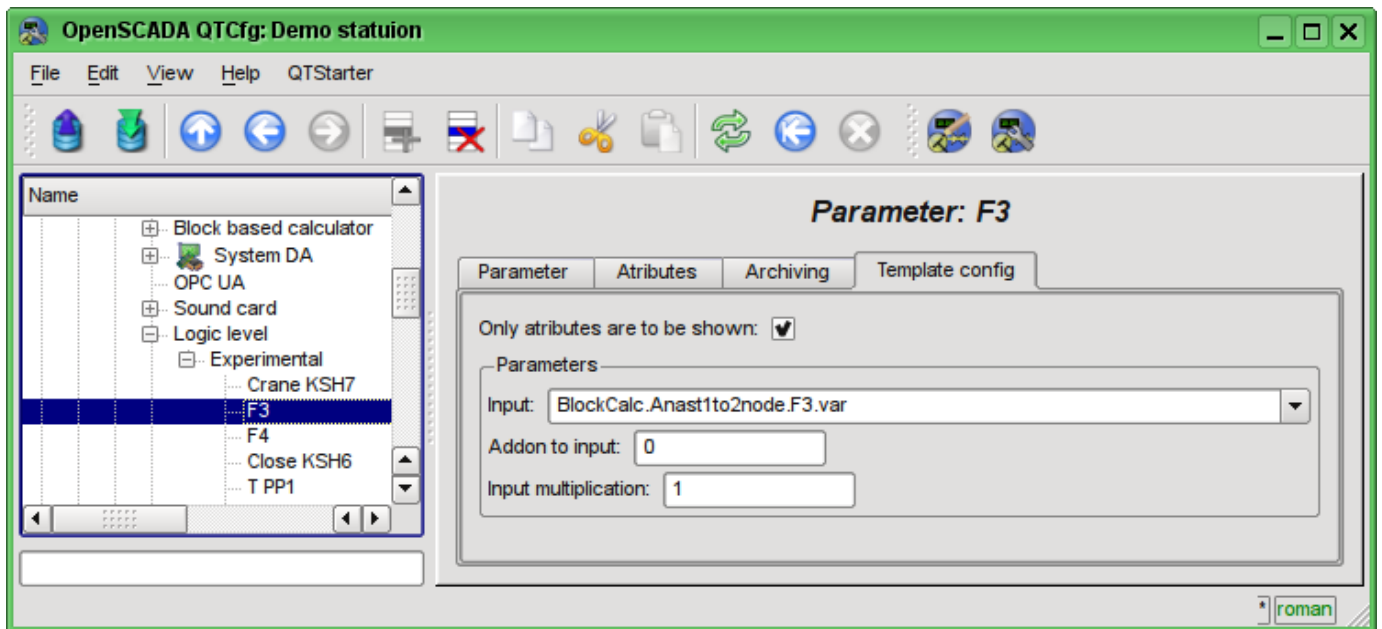 OpenSCADA QTCfg: Demo statuion
File Edit View Help QTStarter
Name
Block based calculator
System DA
OPC UA
Sound card
Logic level
Experimental
Crane KSH7
F3
F4
Close KSH6
T PP1
Parameter: F3
Parameter Atributes Archiving Template config
Only atributes are to be shown:
Parameters
Input: BlockCalc.Anast1to2node.F3.var
Addon to input: 0
Input multiplication: 1
* roman